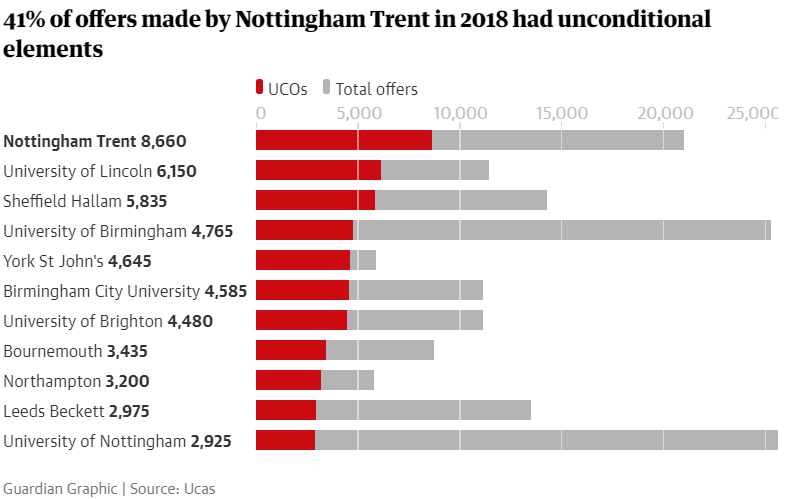 41% of offers made by Nottingham Trent in 2018 had unconditional
elements
UCOs Total offers
0 5,000 10,000 15,000 20,000 25,000
Nottingham Trent 8,660
University of Lincoln 6,150
Sheffield Hallam 5,835
University of Birmingham 4,765
York St John's 4,645
Birmingham City University 4,585
University of Brighton 4,480
Bournemouth 3,435
Northampton 3,200
Leeds Beckett 2,975
University of Nottingham 2,925
Guardian Graphic | Source: Ucas